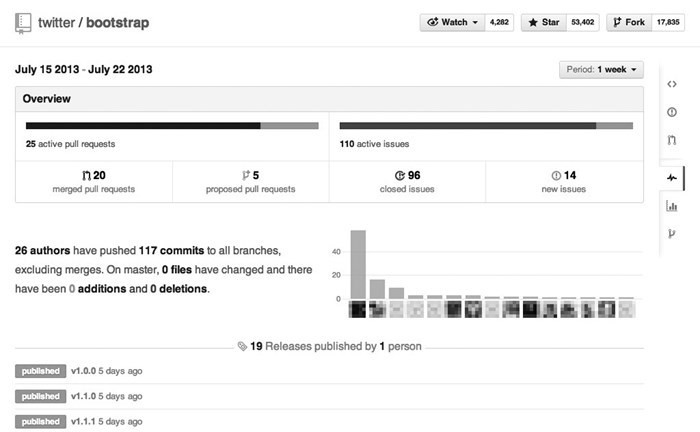 twitter / bootstrap
Watch 4,282 Star 53,402 Fork 17,835
July 15 2013 - July 22 2013
Period: 1 week
Overview
25 active pull requests
110 active issues
20
merged pull requests
5
proposed pull requests
96
closed issues
14
new issues
26 authors have pushed 117 commits to all branches,
excluding merges. On master, 0 files have changed and there
have been 0 additions and 0 deletions.
40
20
0
19 Releases published by 1 person
published v1.0.0 5 days ago
published v1.1.0 5 days ago
published v1.1.1 5 days ago